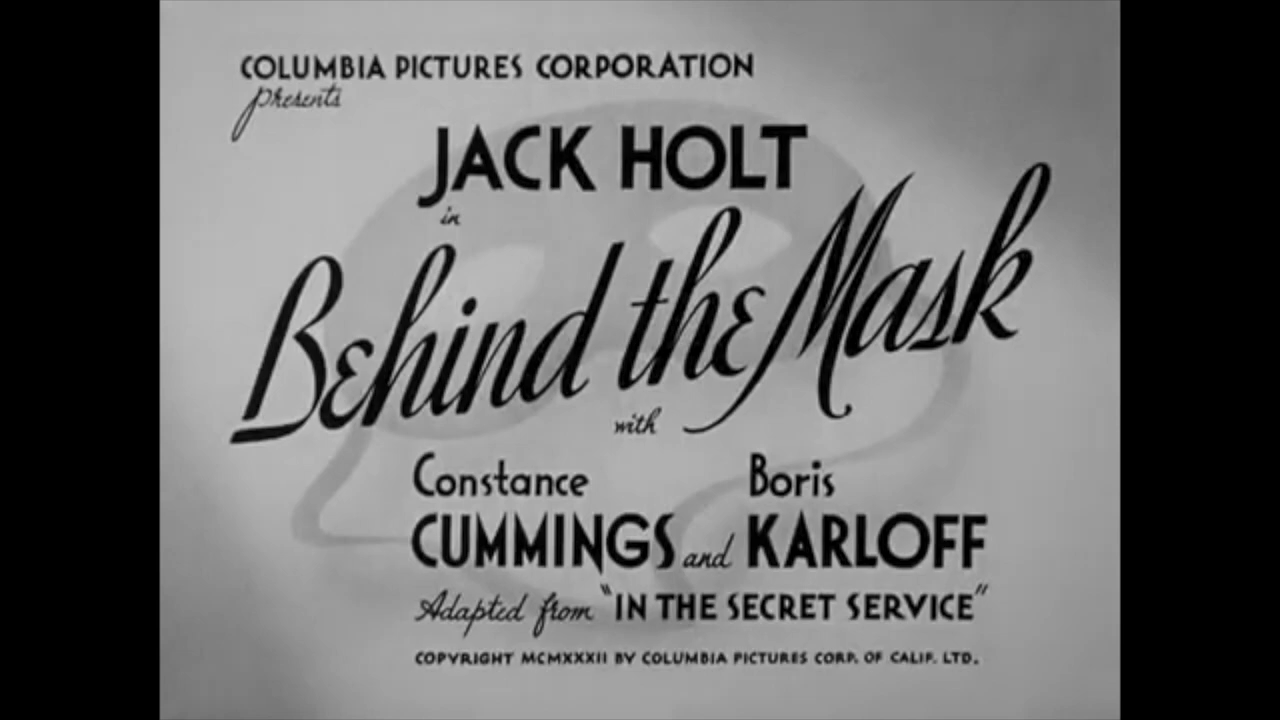 COLUMBIA PICTURES CORPORATION
presents
JACK HOLT
in
Behind the Mask
with
Constance Boris
CUMMINGS and KARLOFF
Adapted from "IN THE SECRET SERVICE"
COPYRIGHT MCMXXXII BY COLUMBIA PICTURES CORP. OF CALIF. LTD.